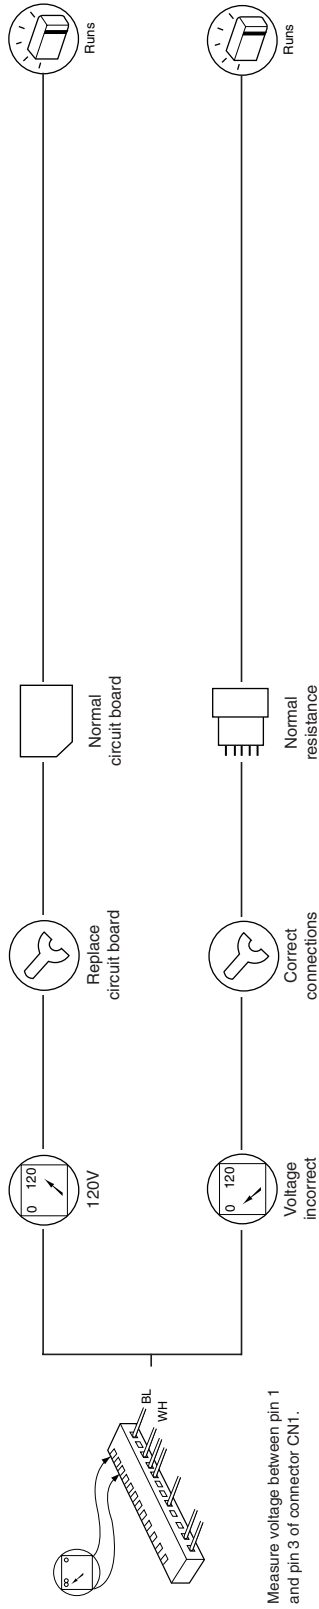 BL
WH
Measure voltage between pin 1
and pin 3 of connector CN1.
0 120
120V
Replace
circuit board
Normal
circuit board
Runs
0 120
Voltage
incorrect
Correct
connections
Normal
resistance
Runs